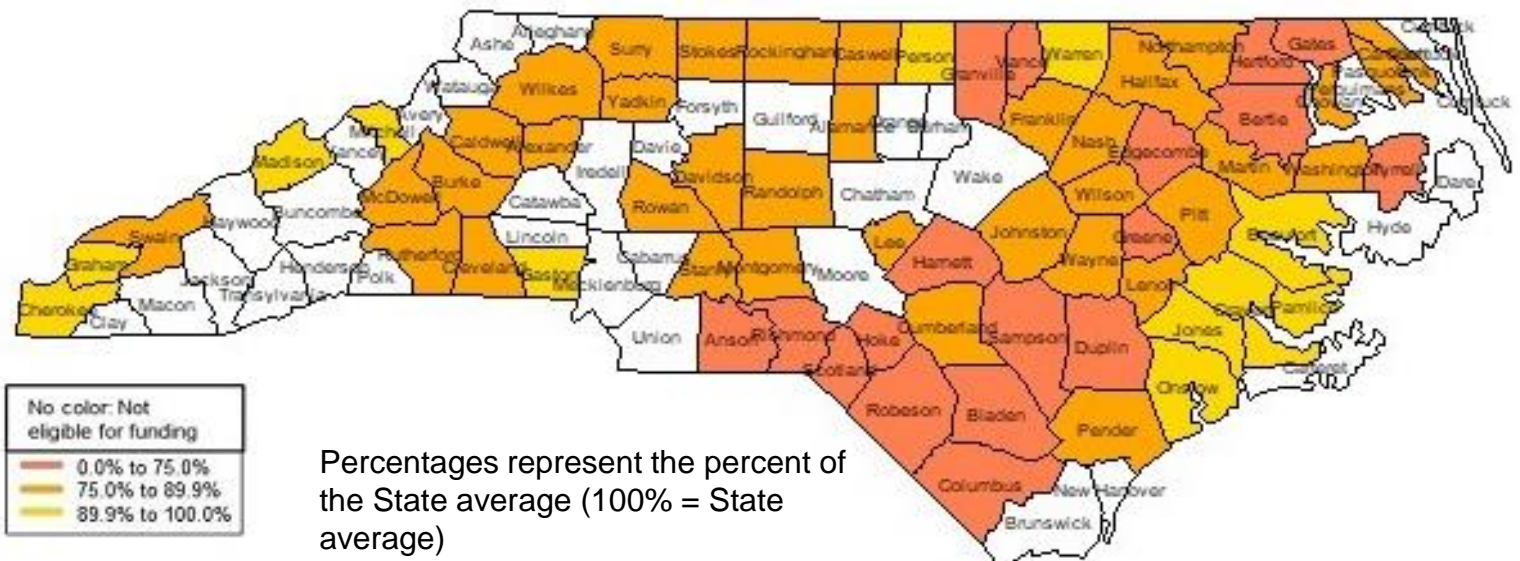 Ashe
Alleghany
Surry
Stokes
Rockingham
Caswell
Person
Granville
Vance
Warren
Northampton
Hertford
Gates
Halifax
Watauga
Wilkes
Yadkin
Forsyth
Guilford
Alamance
Orange
Durham
Franklin
Bertie
Chowan
Perquimans
Pasquotank
Camden
Currituck
Avery
Mitchell
Madison
Yancey
Caldwell
Alexander
Iredell
Davie
Davidson
Randolph
Chatham
Wake
Nash
Edgecombe
Martin
Washington
Tyrrell
Dare
Swain
Haywood
Buncombe
McDowell
Burke
Catawba
Rowan
Lee
Johnston
Wilson
Pitt
Beaufort
Hyde
Graham
Cherokee
Clay
Macon
Jackson
Transylvania
Henderson
Polk
Rutherford
Cleveland
Lincoln
Gaston
Mecklenburg
Cabarrus
Stanly
Montgomery
Moore
Harnett
Wayne
Greene
Lenoir
Craven
Pamlico
Jones
Carteret
Union
Anson
Richmond
Scotland
Hoke
Cumberland
Sampson
Duplin
Onslow
Robeson
Bladen
Pender
Columbus
New Hanover
Brunswick
No color: Not
eligible for funding
0.0% to 75.0%
75.0% to 89.9%
89.9% to 100.0%
Percentages represent the percent of
the State average (100% = State
average)